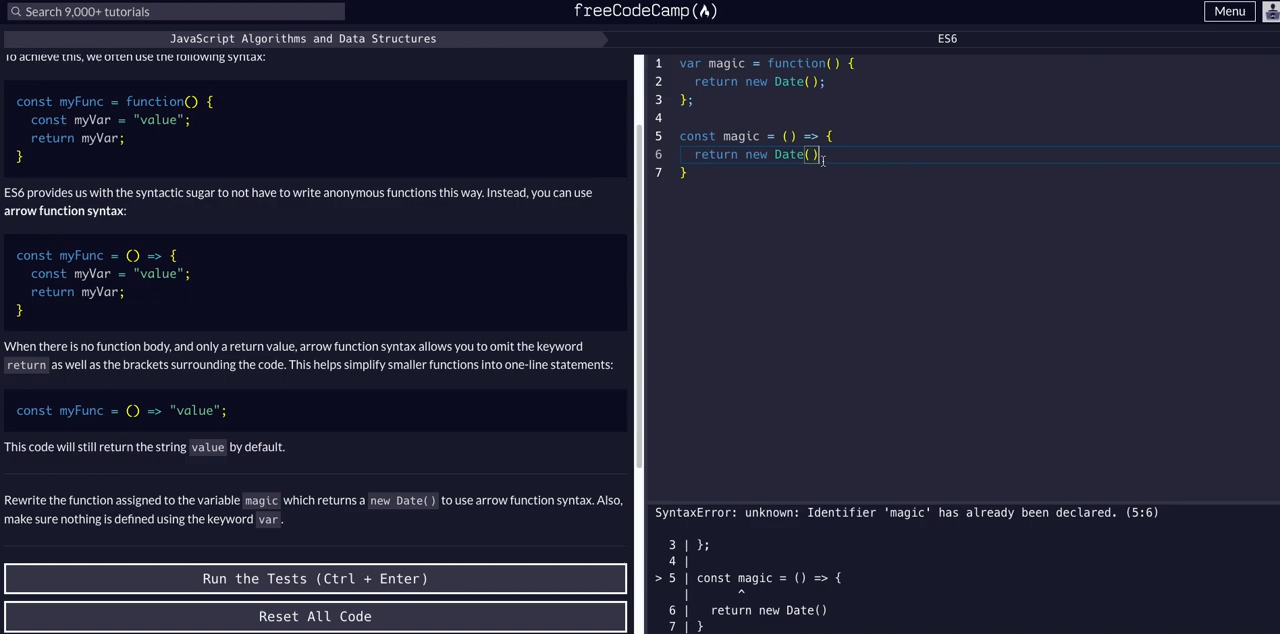 Search 9,000+ tutorials
freeCodeCamp(🔥)
Menu
JavaScript Algorithms and Data Structures
ES6
To achieve this, we often use the following syntax:
const myFunc = function() {
  const myVar = "value";
  return myVar;
}
ES6 provides us with the syntactic sugar to not have to write anonymous functions this way. Instead, you can use
arrow function syntax:
const myFunc = () => {
  const myVar = "value";
  return myVar;
}
When there is no function body, and only a return value, arrow function syntax allows you to omit the keyword
return as well as the brackets surrounding the code. This helps simplify smaller functions into one-line statements:
const myFunc = () => "value";
This code will still return the string value by default.
Rewrite the function assigned to the variable magic which returns a new Date() to use arrow function syntax. Also,
make sure nothing is defined using the keyword var.
Run the Tests (Ctrl + Enter)
Reset All Code
1 var magic = function() {
2   return new Date();
3 };
4
5 const magic = () => {
6   return new Date()
7 }
SyntaxError: unknown: Identifier 'magic' has already been declared. (5:6)
  3 | };
  4 |
> 5 | const magic = () => {
    |       ^
  6 |   return new Date()
  7 | }